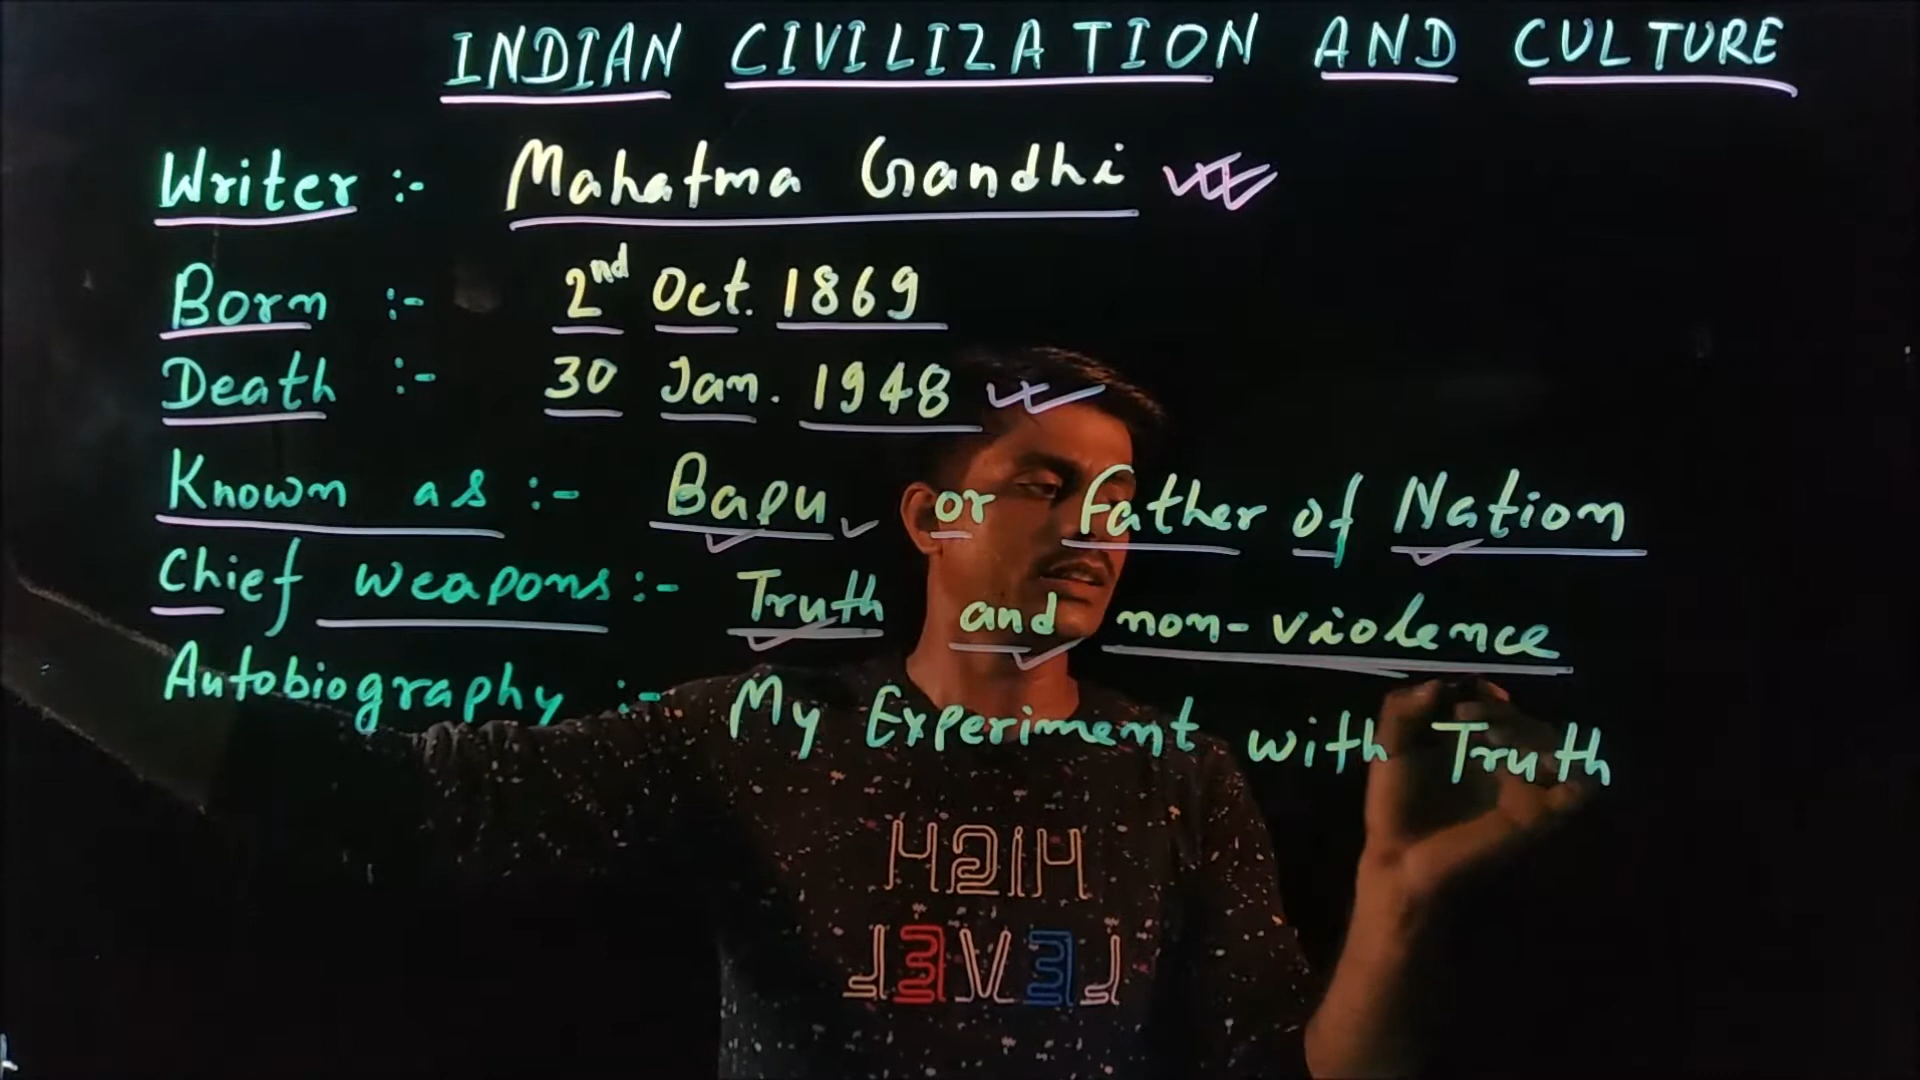 INDIAN CIVILIZATION AND CULTURE
Writer :- Mahatma Gandhi
Born :- 2nd Oct. 1869
Death :- 30 Jan. 1948
Known as :- Bapu or Father of Nation
Chief weapons :- Truth and non-violence
Autobiography :- My Experiment with Truth
HIGH
LEVEL